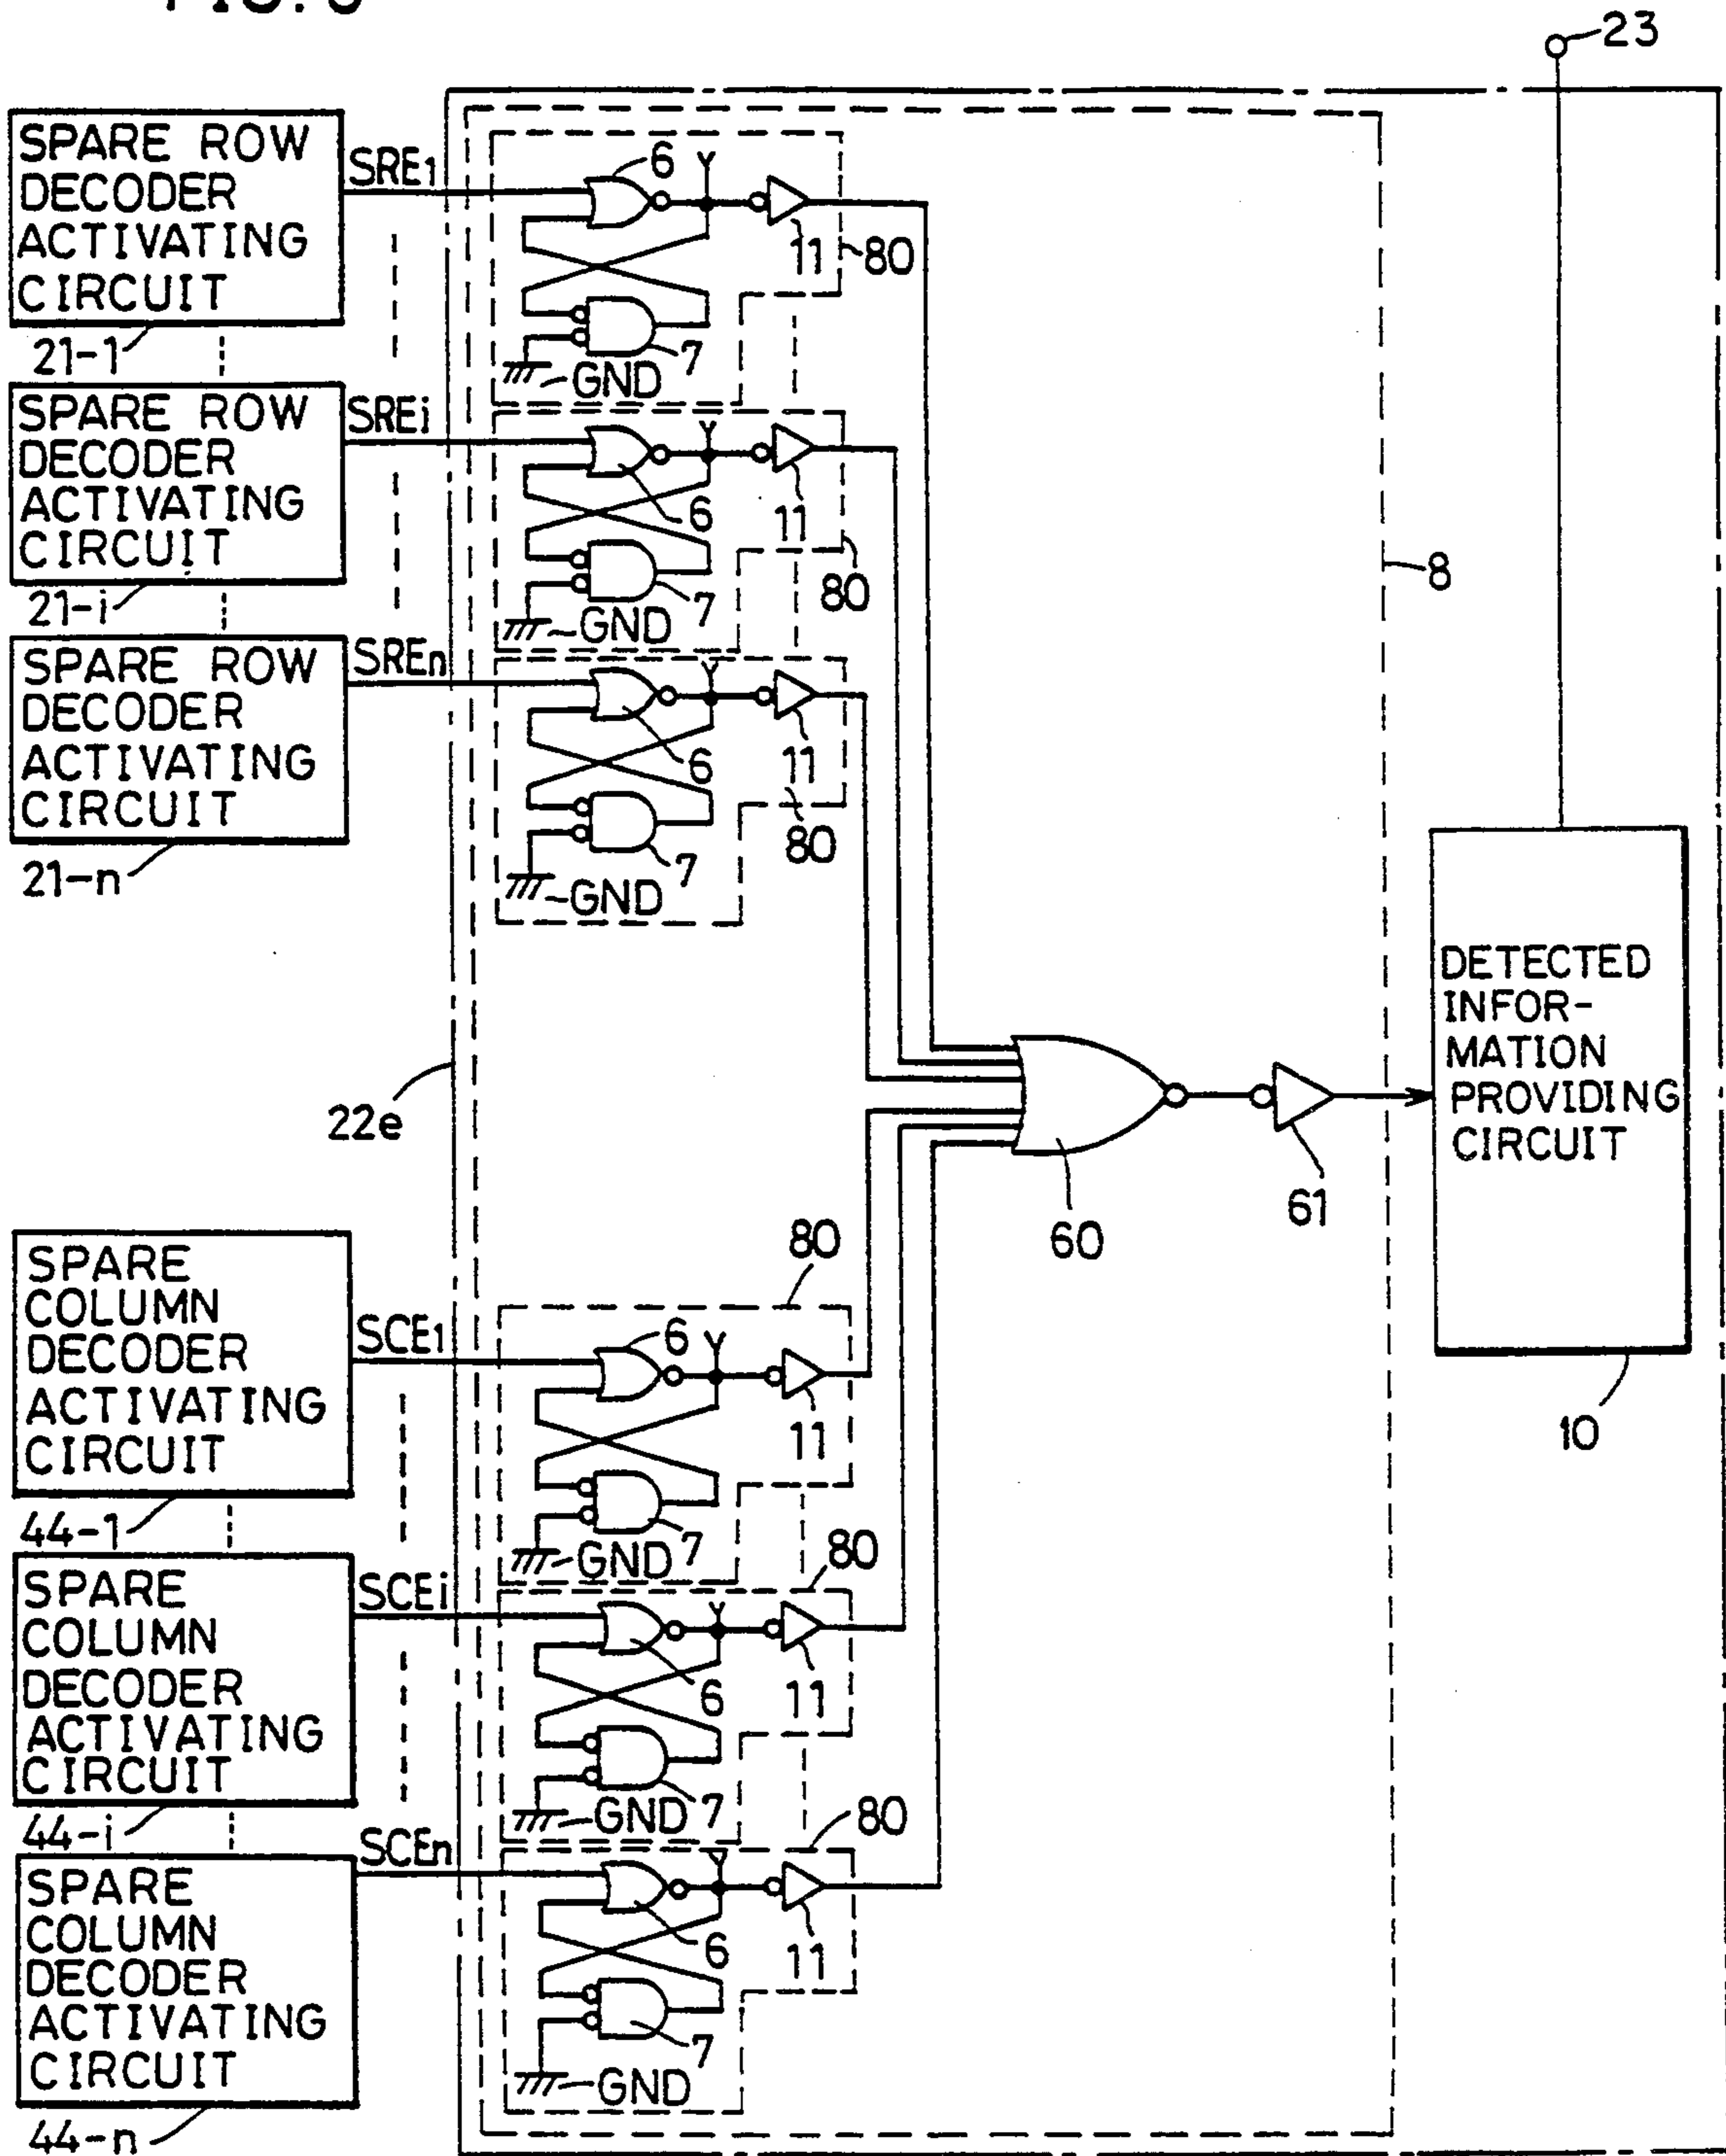 23
SPARE ROW
DECODER
ACTIVATING
CIRCUIT
21-1
SRE1
6
11
80
7
GND
SPARE ROW
DECODER
ACTIVATING
CIRCUIT
21-i
SREi
6
11
80
7
GND
8
SPARE ROW
DECODER
ACTIVATING
CIRCUIT
21-n
SREn
6
11
80
7
GND
22e
60
61
DETECTED
INFOR-
MATION
PROVIDING
CIRCUIT
10
SPARE
COLUMN
DECODER
ACTIVATING
CIRCUIT
44-1
SCE1
80
6
11
7
GND
SPARE
COLUMN
DECODER
ACTIVATING
CIRCUIT
44-i
SCEi
80
6
11
7
GND
SPARE
COLUMN
DECODER
ACTIVATING
CIRCUIT
44-n
SCEn
80
6
11
7
GND